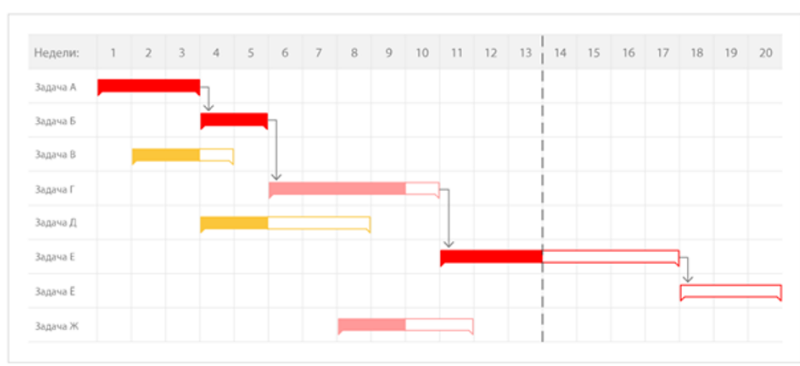 Недели: 1 2 3 4 5 6 7 8 9 10 11 12 13 14 15 16 17 18 19 20
Задача А
Задача Б
Задача В
Задача Г
Задача Д
Задача Е
Задача Ё
Задача Ж